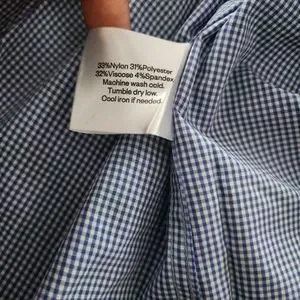 33%Nylon 31%Polyester
32%Viscose 4%Spandex
Machine wash cold.
Tumble dry low.
Cool iron if needed.